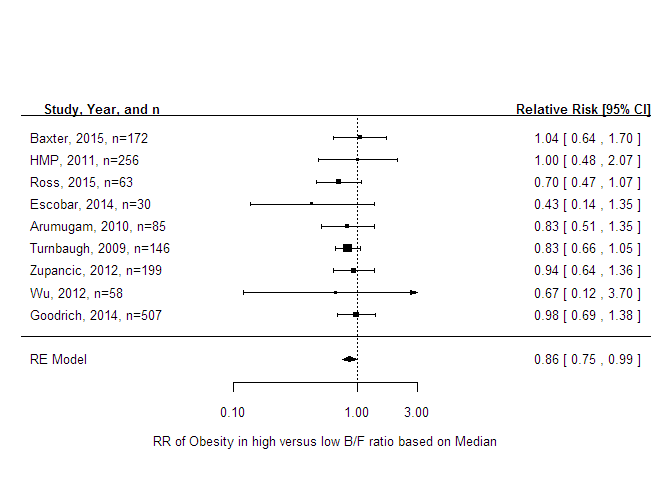 Study, Year, and n Relative Risk [95% CI]
Baxter, 2015, n=172 1.04 [ 0.64 , 1.70 ]
HMP, 2011, n=256 1.00 [ 0.48 , 2.07 ]
Ross, 2015, n=63 0.70 [ 0.47 , 1.07 ]
Escobar, 2014, n=30 0.43 [ 0.14 , 1.35 ]
Arumugam, 2010, n=85 0.83 [ 0.51 , 1.35 ]
Turnbaugh, 2009, n=146 0.83 [ 0.66 , 1.05 ]
Zupancic, 2012, n=199 0.94 [ 0.64 , 1.36 ]
Wu, 2012, n=58 0.67 [ 0.12 , 3.70 ]
Goodrich, 2014, n=507 0.98 [ 0.69 , 1.38 ]
RE Model 0.86 [ 0.75 , 0.99 ]
0.10 1.00 3.00
RR of Obesity in high versus low B/F ratio based on Median